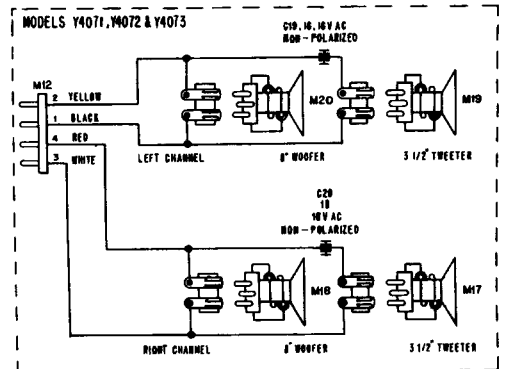 MODELS Y4071, Y4072 & Y4073
C19, 16, 16V AC
NON-POLARIZED
M12
2 YELLOW
1 BLACK
4 RED
3 WHITE
M20
M19
LEFT CHANNEL
8" WOOFER
3 1/2" TWEETER
C20
18
16V AC
NON-POLARIZED
M18
M17
RIGHT CHANNEL
8" WOOFER
3 1/2" TWEETER